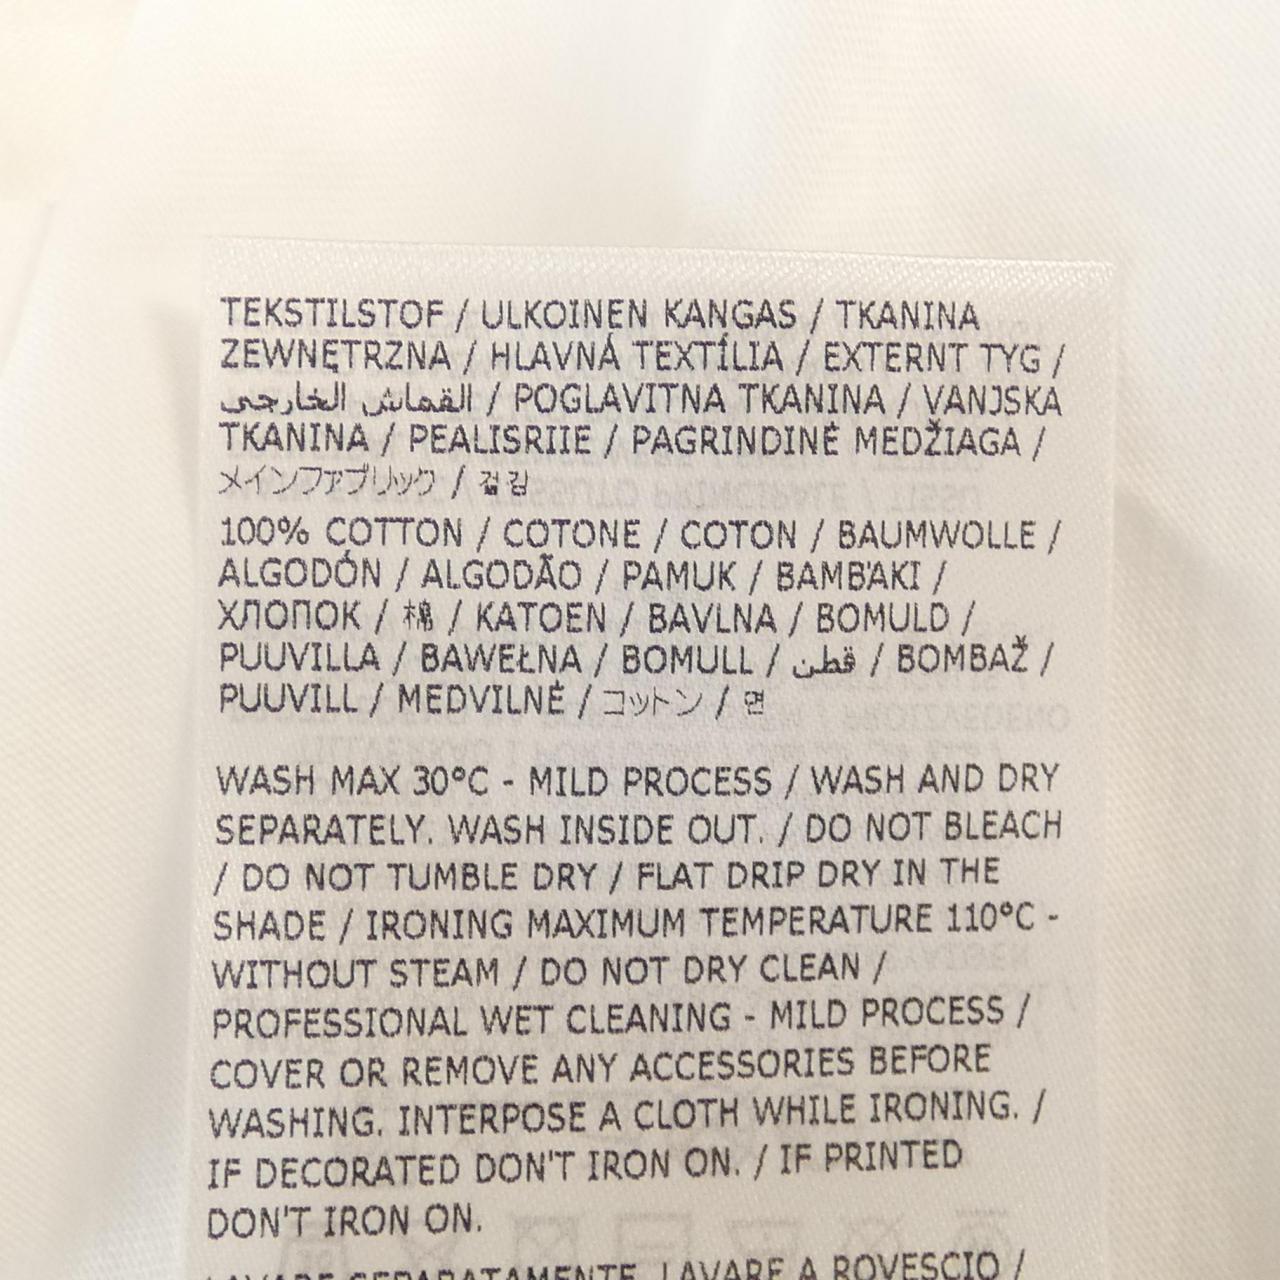 TEKSTILSTOF / ULKOINEN KANGAS / TKANINA
ZEWNĘTRZNA / HLAVNÁ TEXTÍLIA / EXTERNT TYG /
القماش الخارجي / POGLAVITNA TKANINA / VANJSKA
TKANINA / PEALISRIIE / PAGRINDINĖ MEDŽIAGA /
メインファブリック / 겉감
100% COTTON / COTONE / COTON / BAUMWOLLE /
ALGODÓN / ALGODÃO / PAMUK / BAMBΆKI /
ХЛОПОК / 棉 / KATOEN / BAVLNA / BOMULD /
PUUVILLA / BAWEŁNA / BOMULL / قطن / BOMBAŽ /
PUUVILL / MEDVILNĖ / コットン / 면
WASH MAX 30°C - MILD PROCESS / WASH AND DRY
SEPARATELY. WASH INSIDE OUT. / DO NOT BLEACH
/ DO NOT TUMBLE DRY / FLAT DRIP DRY IN THE
SHADE / IRONING MAXIMUM TEMPERATURE 110°C -
WITHOUT STEAM / DO NOT DRY CLEAN /
PROFESSIONAL WET CLEANING - MILD PROCESS /
COVER OR REMOVE ANY ACCESSORIES BEFORE
WASHING. INTERPOSE A CLOTH WHILE IRONING. /
IF DECORATED DON'T IRON ON. / IF PRINTED
DON'T IRON ON.
LAVARE SEPARATAMENTE. LAVARE A ROVESCIO /